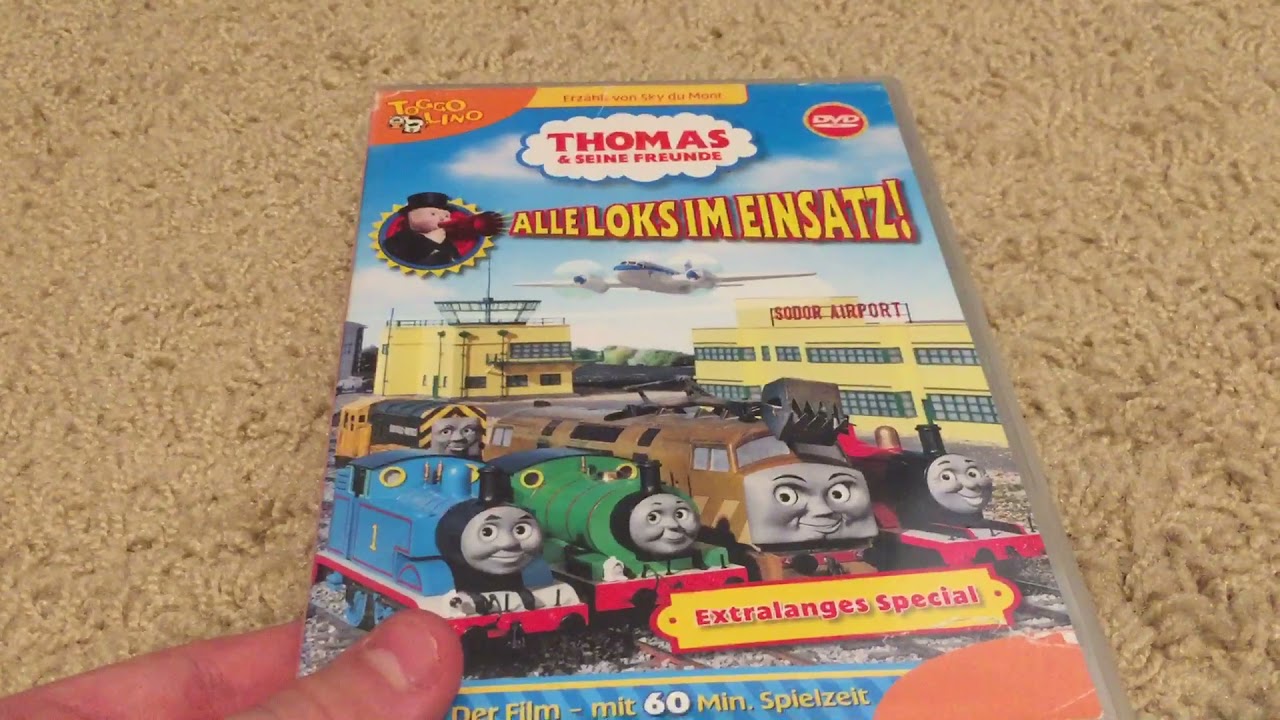 TOGGO
LINO
Erzählt von Sky du Mont
DVD
THOMAS
& SEINE FREUNDE
ALLE LOKS IM EINSATZ!
SODOR AIRPORT
1
Extralanges Special
Der Film – mit 60 Min. Spielzeit